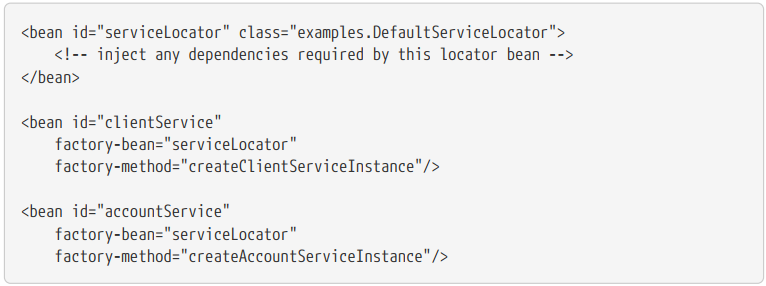 <bean id="serviceLocator" class="examples.DefaultServiceLocator">
    <!-- inject any dependencies required by this locator bean -->
</bean>

<bean id="clientService"
    factory-bean="serviceLocator"
    factory-method="createClientServiceInstance"/>

<bean id="accountService"
    factory-bean="serviceLocator"
    factory-method="createAccountServiceInstance"/>